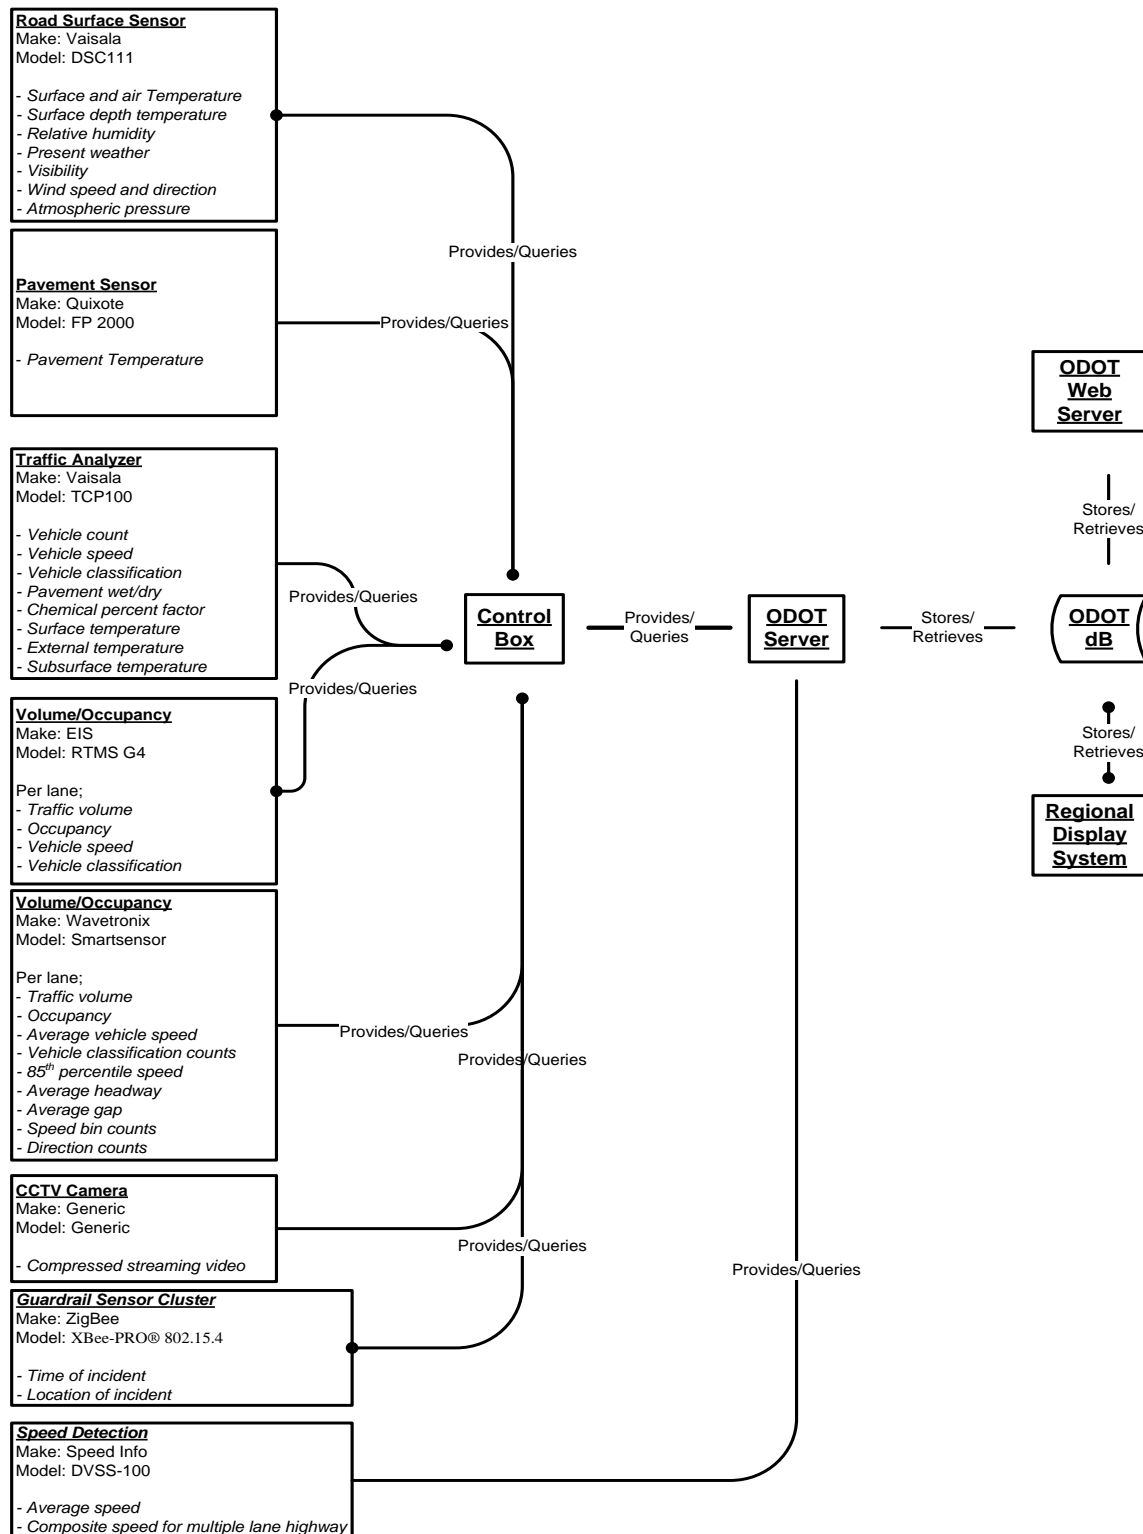 Road Surface Sensor
Make: Vaisala
Model: DSC111
- Surface and air Temperature
- Surface depth temperature
- Relative humidity
- Present weather
- Visibility
- Wind speed and direction
- Atmospheric pressure
Provides/Queries
Pavement Sensor
Make: Quixote
Model: FP 2000
- Pavement Temperature
Provides/Queries
Traffic Analyzer
Make: Vaisala
Model: TCP100
- Vehicle count
- Vehicle speed
- Vehicle classification
- Pavement wet/dry
- Chemical percent factor
- Surface temperature
- External temperature
- Subsurface temperature
Provides/Queries
Provides/Queries
Volume/Occupancy
Make: EIS
Model: RTMS G4
Per lane;
- Traffic volume
- Occupancy
- Vehicle speed
- Vehicle classification
Volume/Occupancy
Make: Wavetronix
Model: Smartsensor
Per lane;
- Traffic volume
- Occupancy
- Average vehicle speed
- Vehicle classification counts
- 85th percentile speed
- Average headway
- Average gap
- Speed bin counts
- Direction counts
Provides/Queries
Provides/Queries
CCTV Camera
Make: Generic
Model: Generic
- Compressed streaming video
Provides/Queries
Guardrail Sensor Cluster
Make: ZigBee
Model: XBee-PRO® 802.15.4
- Time of incident
- Location of incident
Speed Detection
Make: Speed Info
Model: DVSS-100
- Average speed
- Composite speed for multiple lane highway
Provides/Queries
Control
Box
Provides/
Queries
ODOT
Server
Stores/
Retrieves
ODOT
Web
Server
Stores/
Retrieves
ODOT
dB
Stores/
Retrieves
Regional
Display
System